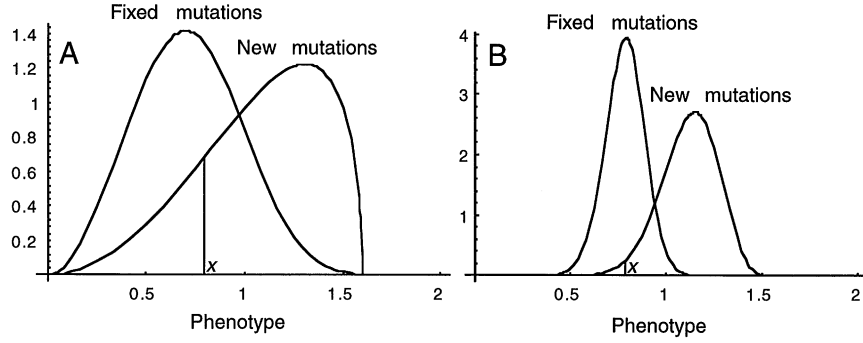 A
Fixed mutations
New mutations
1.4
1.2
1
0.8
0.6
0.4
0.2
x
0.5
1
1.5
2
Phenotype
B
Fixed mutations
New mutations
4
3
2
1
x
0.5
1
1.5
2
Phenotype